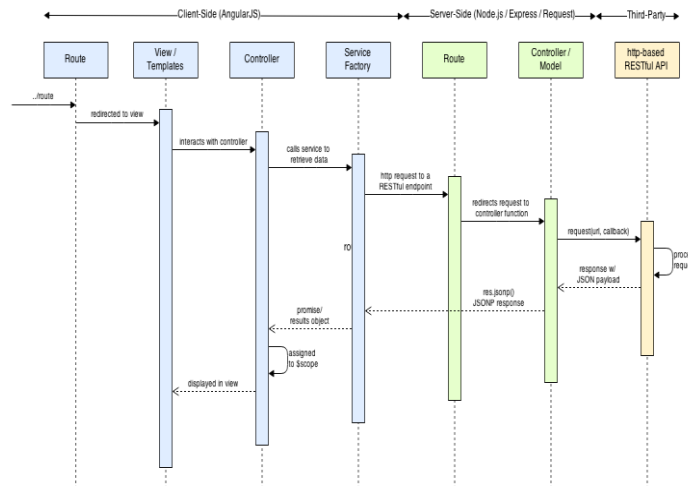 Client-Side (AngularJS)
Server-Side (Node.js / Express / Request)
Third-Party
Route
View /
Templates
Controller
Service
Factory
Route
Controller /
Model
http-based
RESTful API
../route
redirected to view
interacts with controller
calls service to
retrieve data
http request to a
RESTful endpoint
redirects request to
controller function
request(url, callback)
ro
proc
requ
response w/
JSON payload
res.jsonp()
JSONP response
promise/
results object
assigned
to $scope
displayed in view